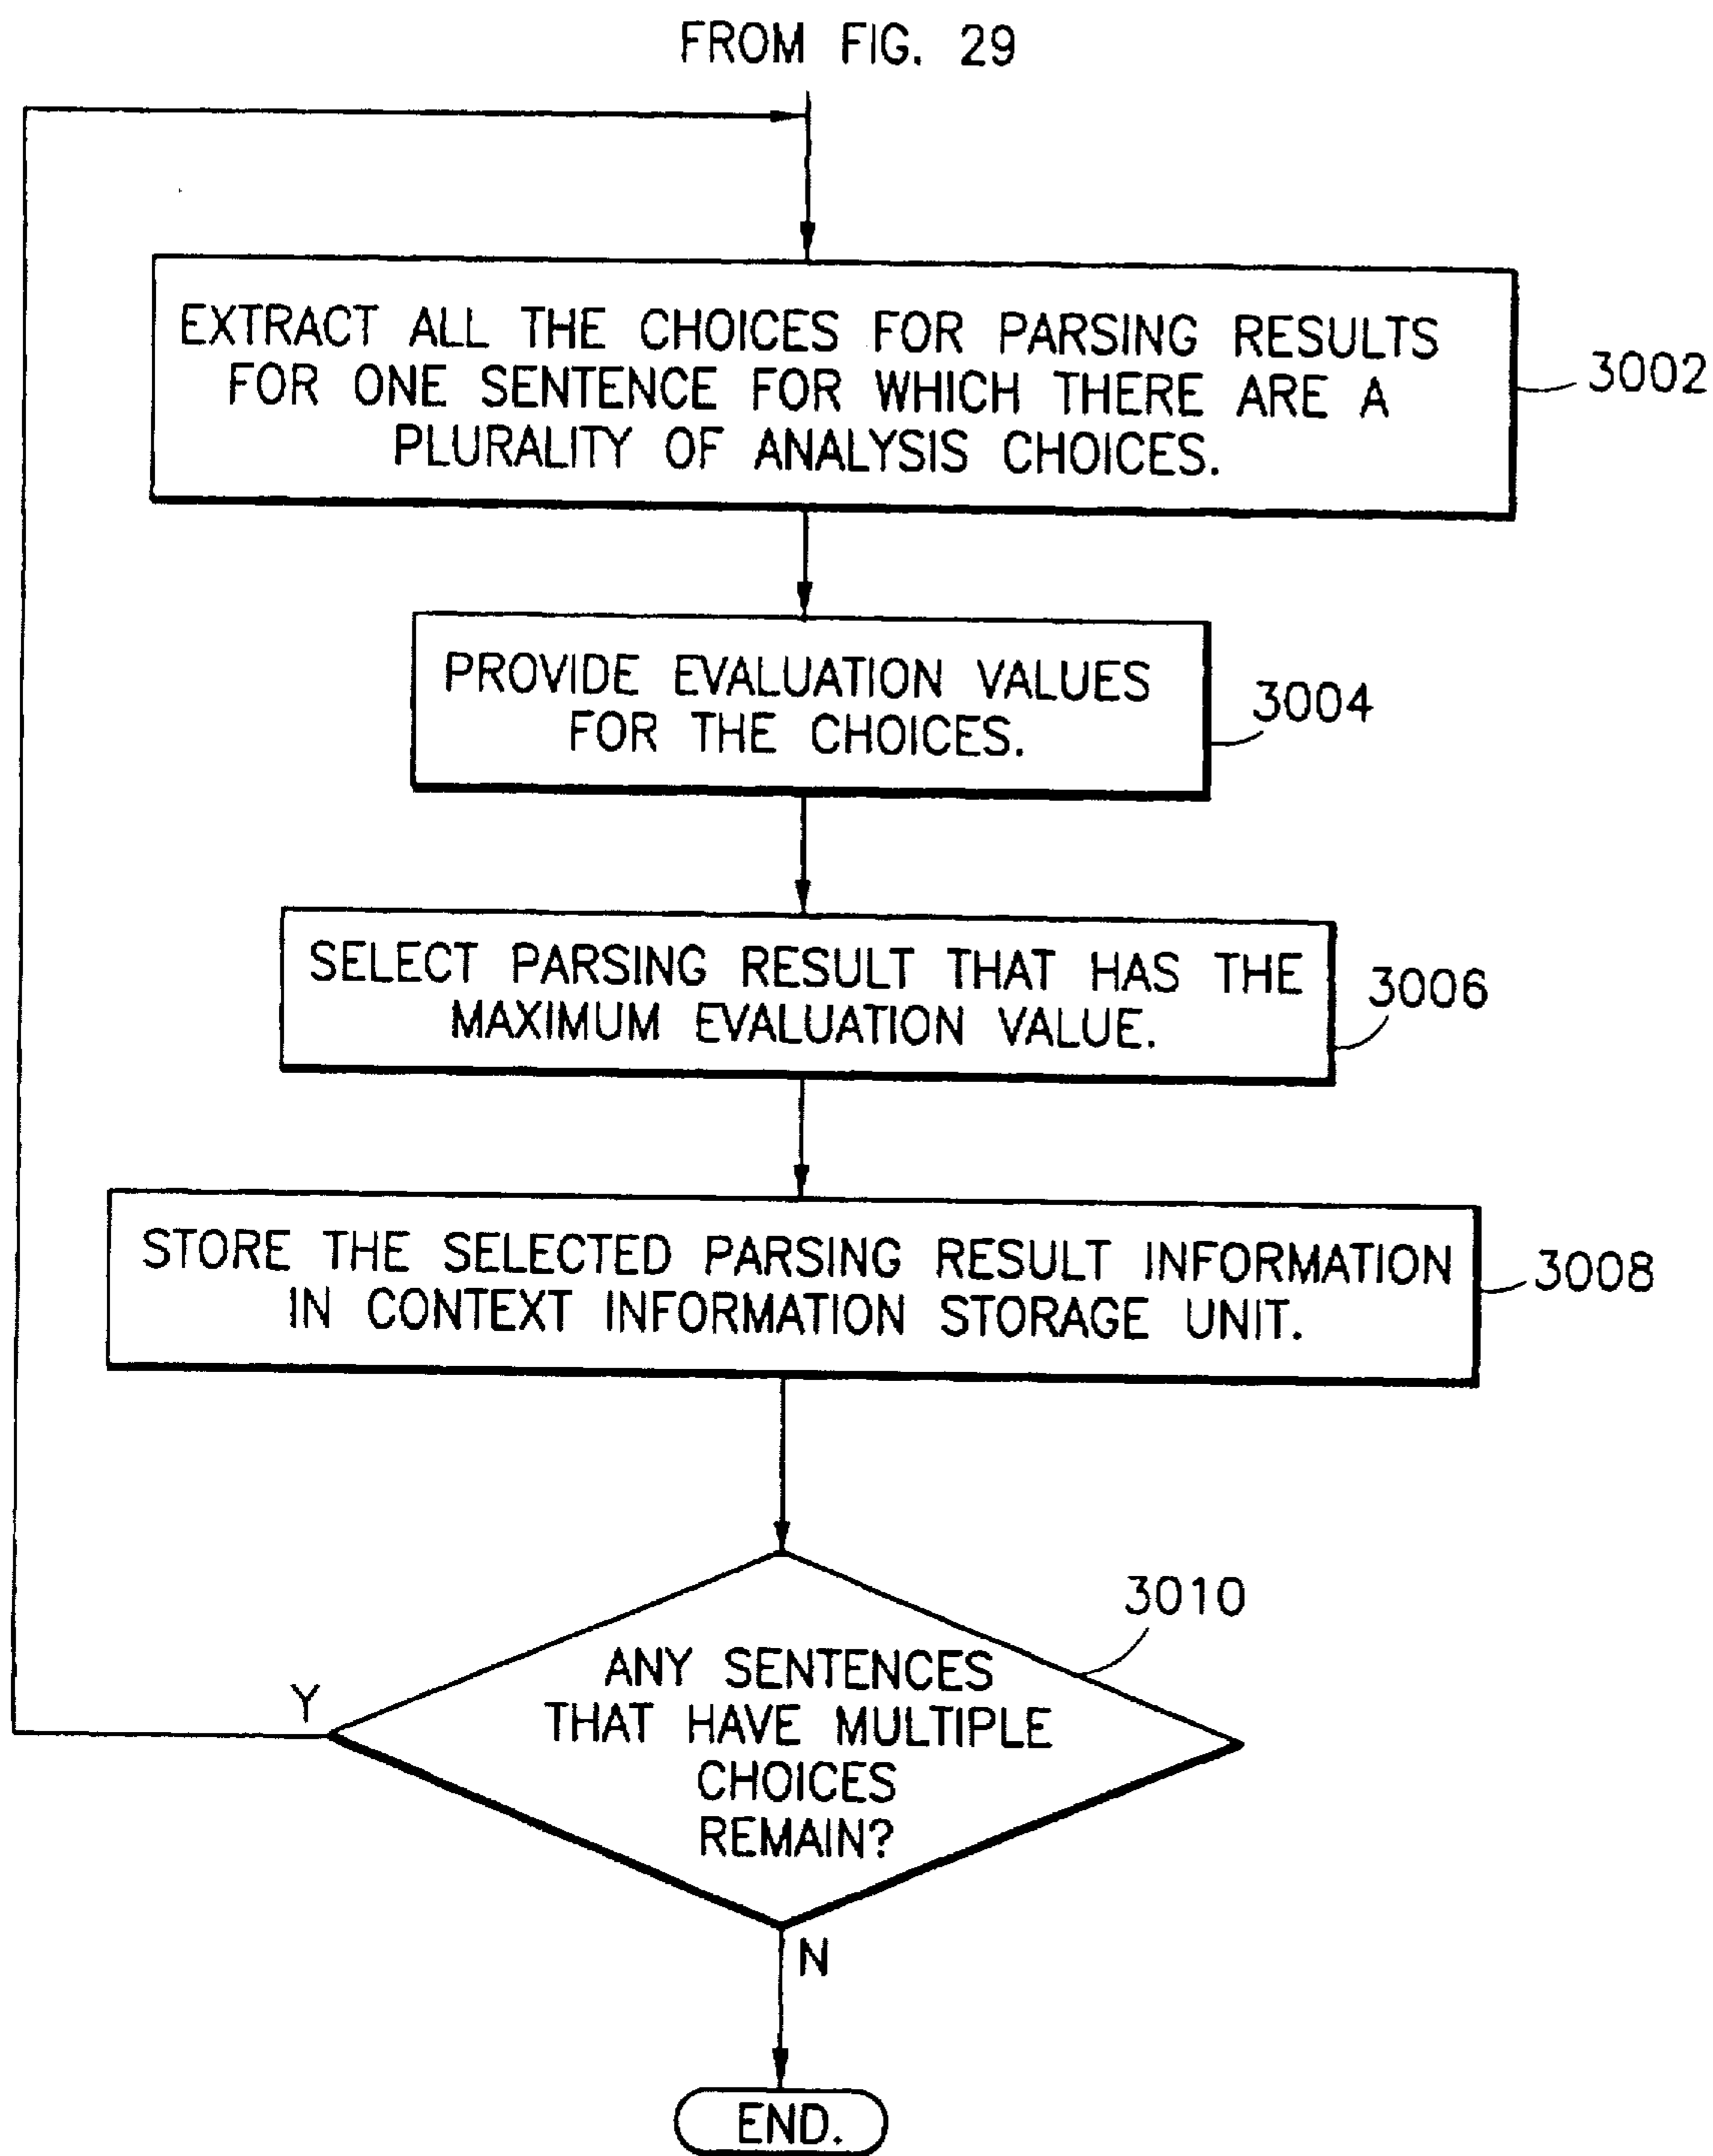 FROM FIG. 29
EXTRACT ALL THE CHOICES FOR PARSING RESULTS
FOR ONE SENTENCE FOR WHICH THERE ARE A
PLURALITY OF ANALYSIS CHOICES.
3002
PROVIDE EVALUATION VALUES
FOR THE CHOICES.
3004
SELECT PARSING RESULT THAT HAS THE
MAXIMUM EVALUATION VALUE.
3006
STORE THE SELECTED PARSING RESULT INFORMATION
IN CONTEXT INFORMATION STORAGE UNIT.
3008
3010
ANY SENTENCES
THAT HAVE MULTIPLE
CHOICES
REMAIN?
Y
N
END.